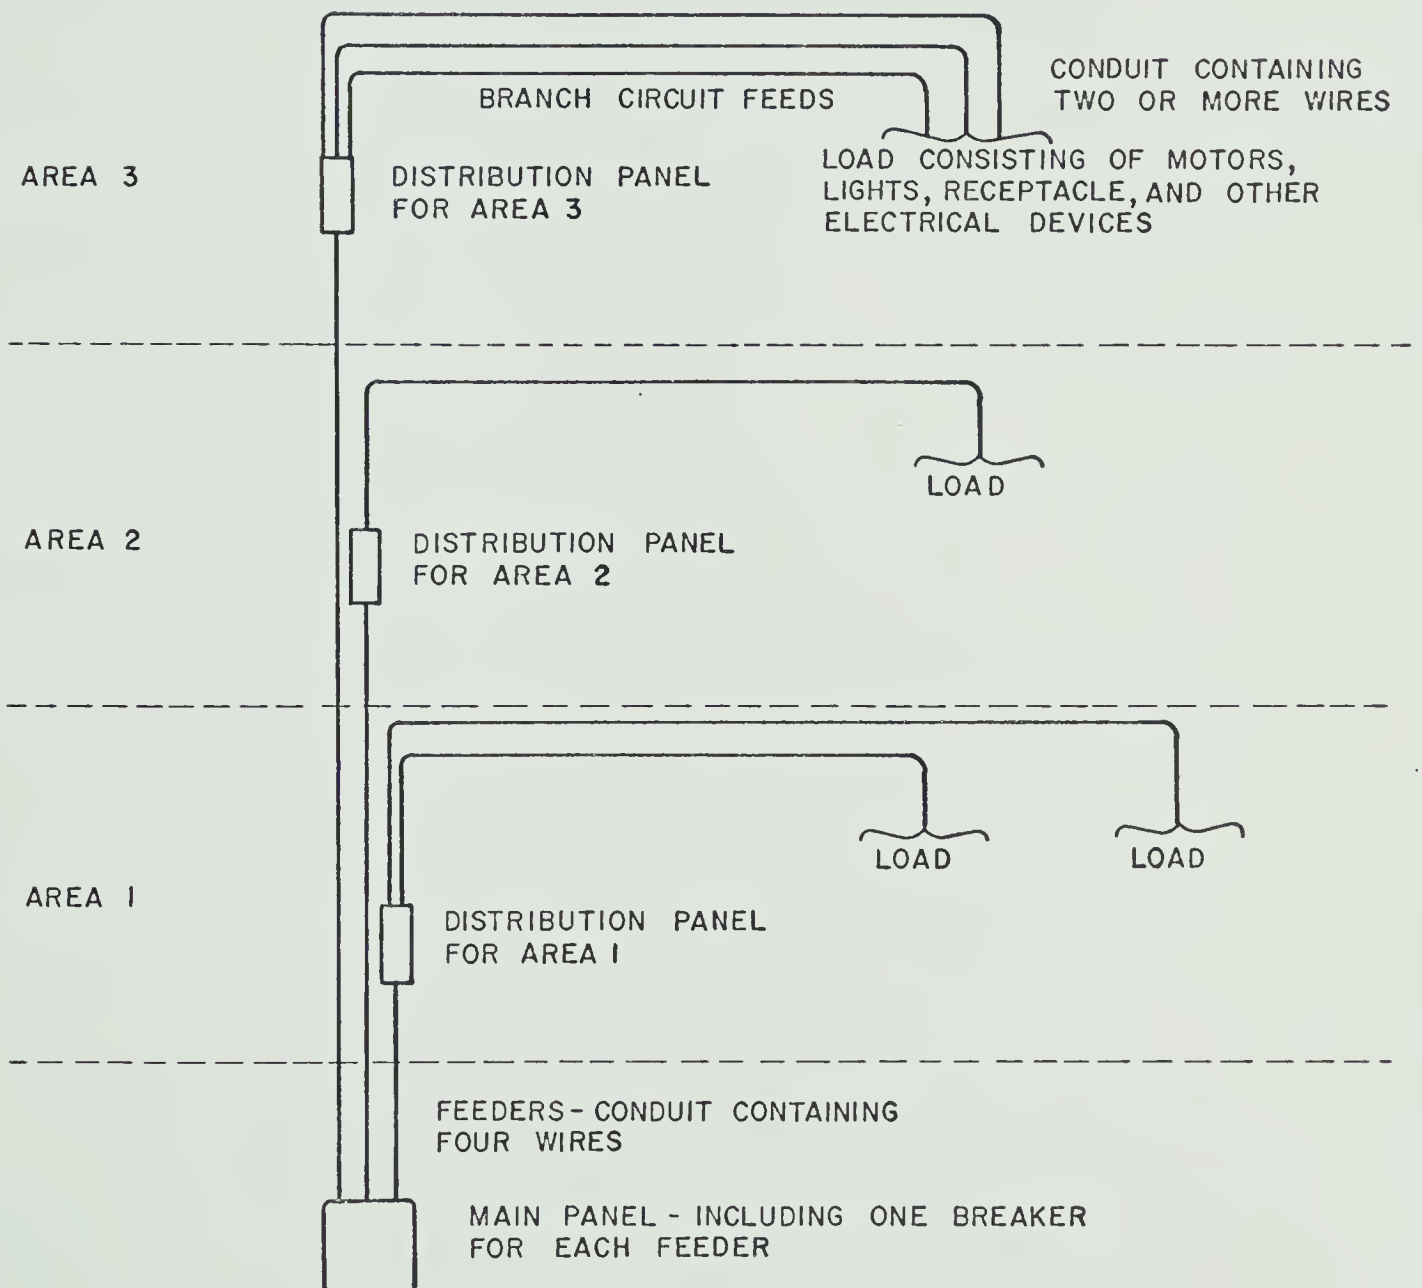 CONDUIT CONTAINING
TWO OR MORE WIRES
BRANCH CIRCUIT FEEDS
AREA 3
DISTRIBUTION PANEL
FOR AREA 3
LOAD CONSISTING OF MOTORS,
LIGHTS, RECEPTACLE, AND OTHER
ELECTRICAL DEVICES
LOAD
AREA 2
DISTRIBUTION PANEL
FOR AREA 2
LOAD
LOAD
AREA 1
DISTRIBUTION PANEL
FOR AREA 1
FEEDERS - CONDUIT CONTAINING
FOUR WIRES
MAIN PANEL - INCLUDING ONE BREAKER
FOR EACH FEEDER